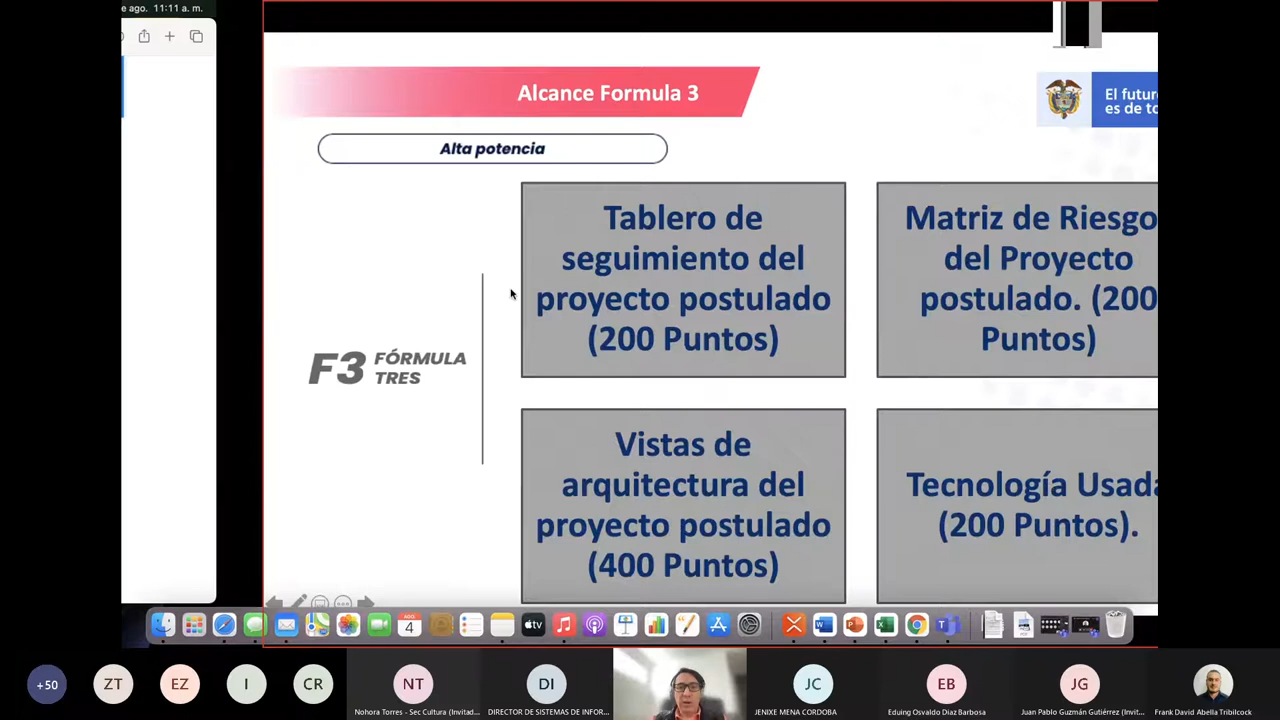 e ago. 11:11 a. m.
Alcance Formula 3
El futur
es de to
Alta potencia
Tablero de
seguimiento del
proyecto postulado
(200 Puntos)
Matriz de Riesgo
del Proyecto
postulado. (200
Puntos)
F3 FÓRMULA
TRES
Vistas de
arquitectura del
proyecto postulado
(400 Puntos)
Tecnología Usada
(200 Puntos).
4
tv
+50
ZT
EZ
I
CR
NT
DI
JC
EB
JG
Nohora Torres - Sec Cultura (Invitad...
DIRECTOR DE SISTEMAS DE INFOR...
JENIXE MENA CORDOBA
Eduing Osvaldo Diaz Barbosa
Juan Pablo Guzmán Gutiérrez (Invit...
Frank David Abella Tribilcock